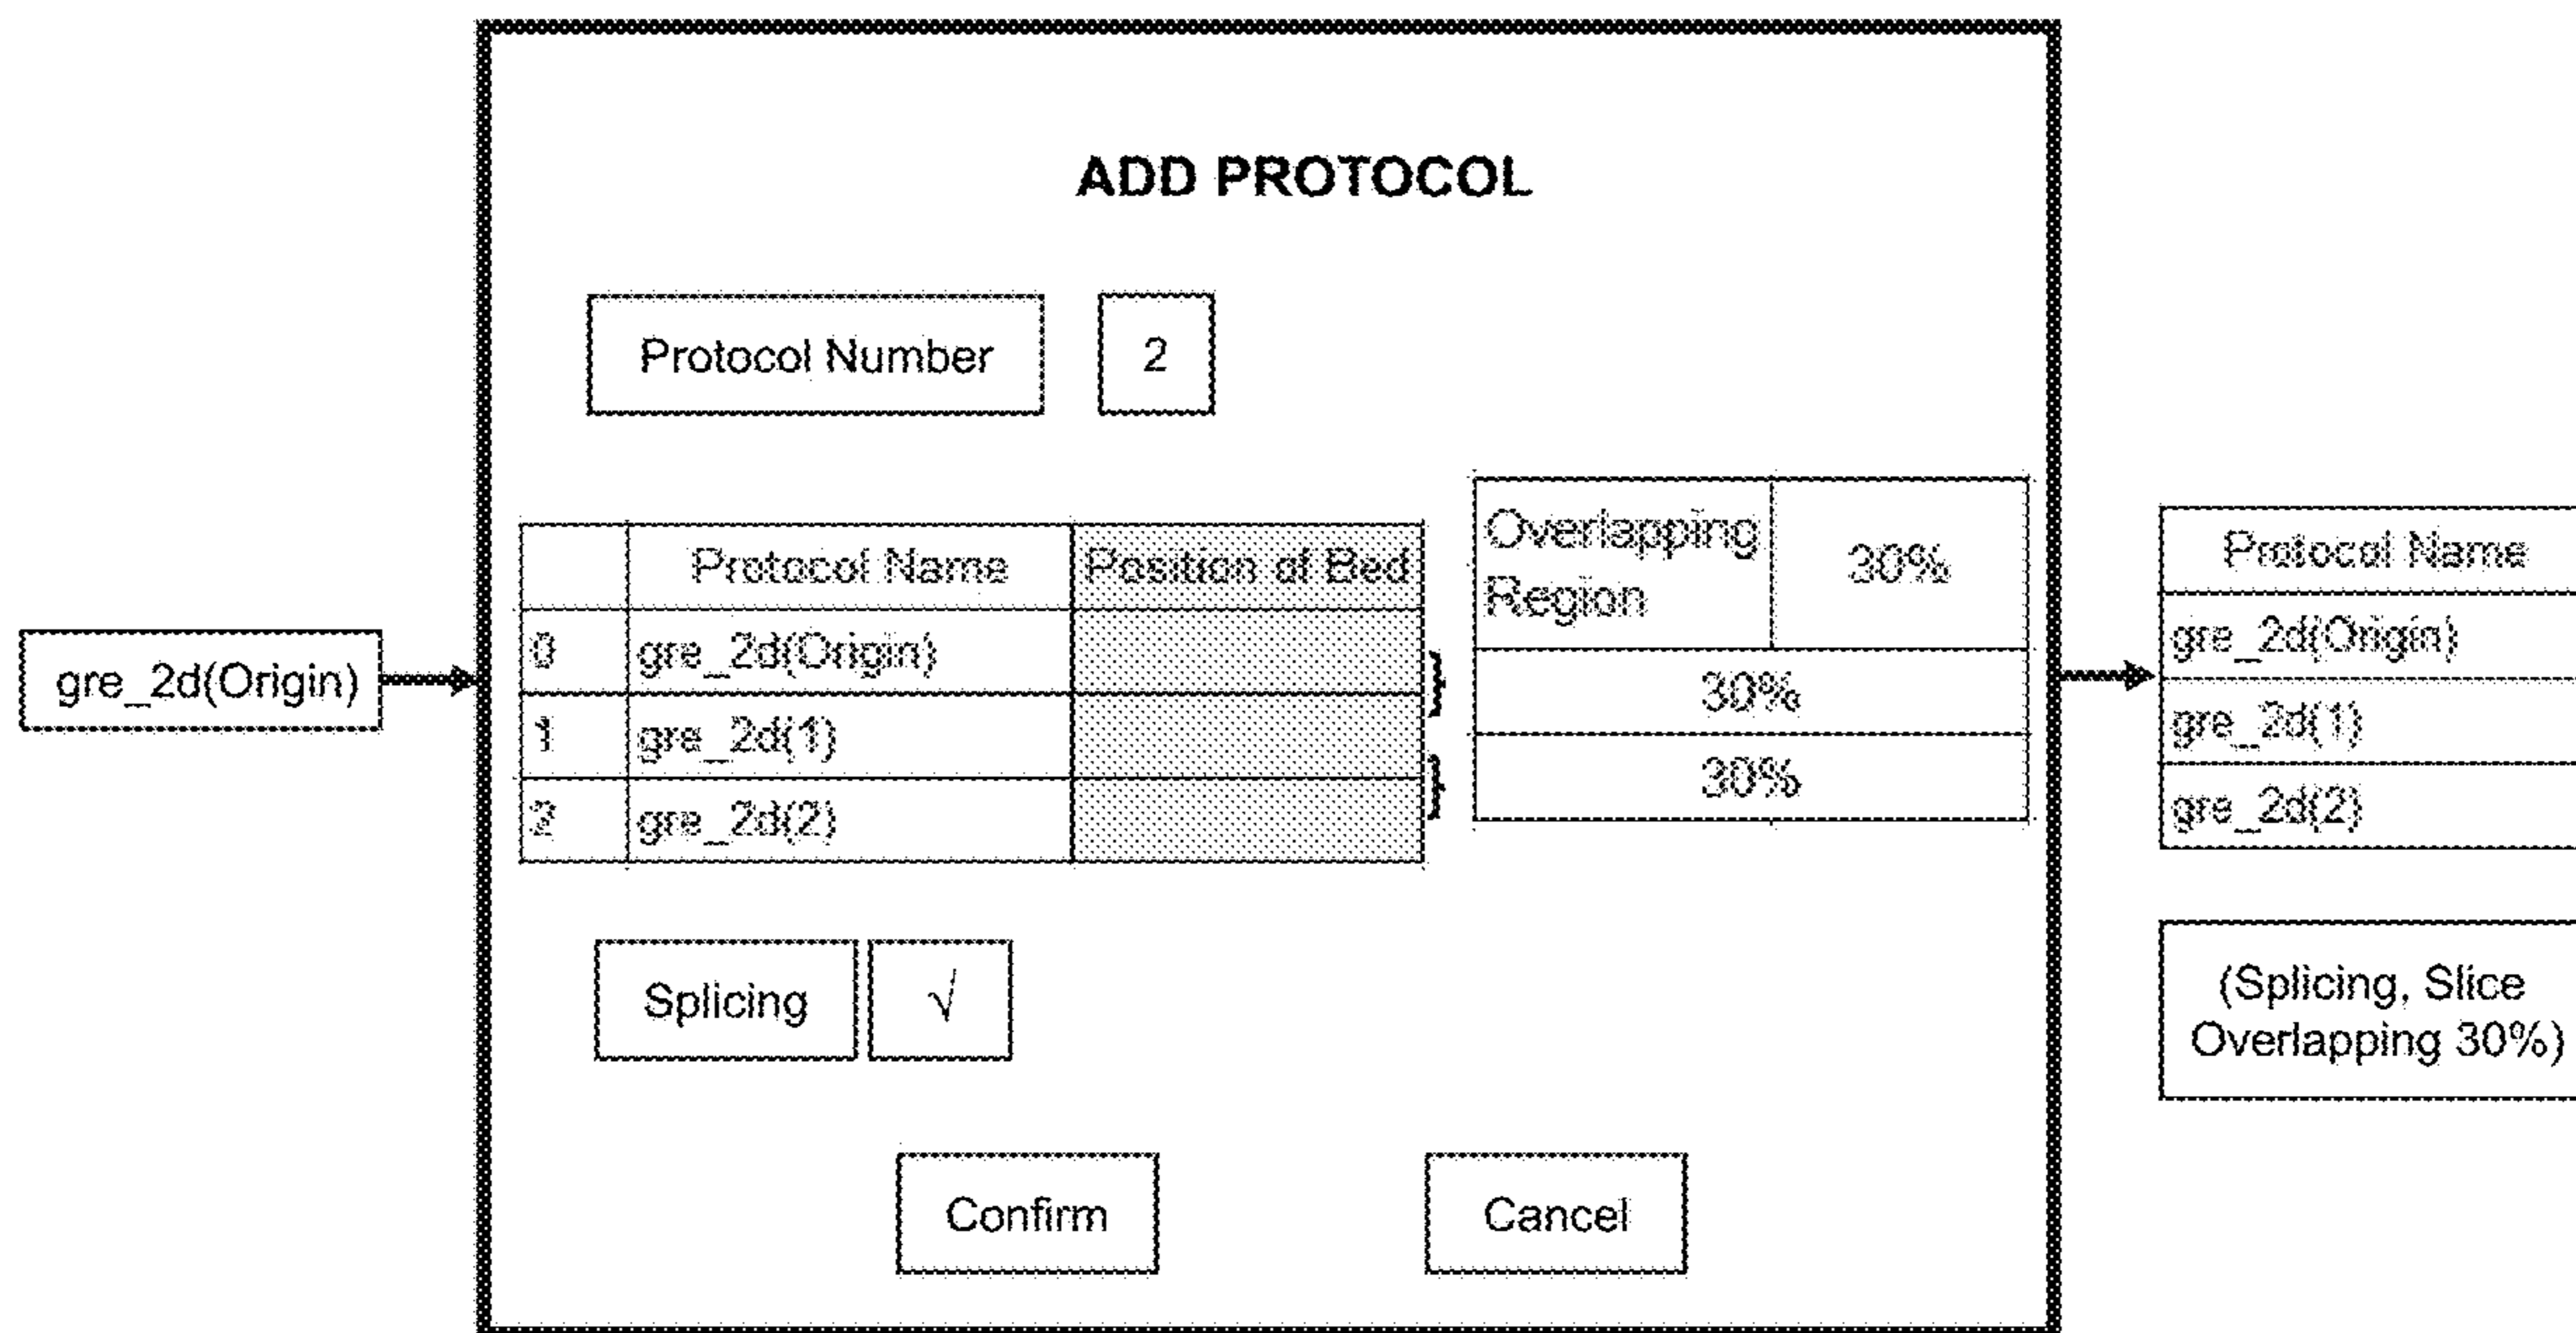 ADD PROTOCOL
Protocol Number 2
Protocol Name Position of Bed
0 gre_2d(Origin)
1 gre_2d(1)
2 gre_2d(2)
Overlapping
Region
30%
30%
30%
gre_2d(Origin)
Splicing √
Confirm Cancel
Protocol Name
gre_2d(Origin)
gre_2d(1)
gre_2d(2)
(Splicing, Slice
Overlapping 30%)